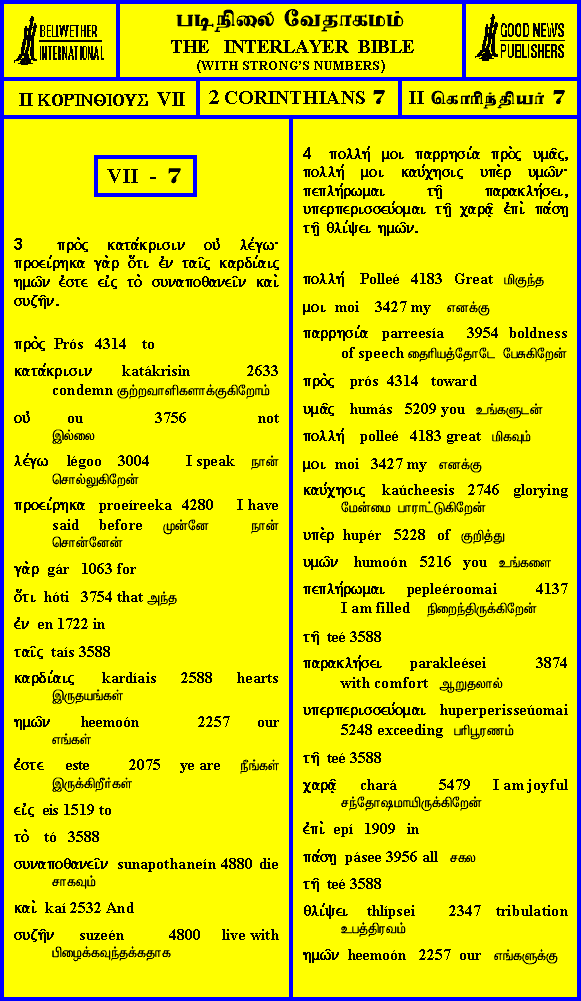 BELLWETHER
INTERNATIONAL
படிநிலை வேதாகமம்
THE INTERLAYER BIBLE
(WITH STRONG'S NUMBERS)
GOOD NEWS
PUBLISHERS
II ΚΟΡΙΝΘΙΟΥΣ VII
2 CORINTHIANS 7
II கொரிந்தியர் 7
VII - 7
3 πρὸς κατάκρισιν οὐ λέγω·
προείρηκα γὰρ ὅτι ἐν ταῖς καρδίαις
ημῶν ἐστε εἰς τὸ συναποθανεῖν καὶ
συζῆν.
πρὸς Prós 4314 to
κατάκρισιν katákrisin 2633
condemn குற்றவாளிகளாக்குகிறோம்
οὐ ou 3756 not
இல்லை
λέγω légoo 3004 I speak நான்
சொல்லுகிறேன்
προείρηκα proeíreeka 4280 I have
said before முன்னே நான்
சொன்னேன்
γὰρ gár 1063 for
ὅτι hóti 3754 that அந்த
ἐν en 1722 in
ταῖς taís 3588
καρδίαις kardíais 2588 hearts
இருதயங்கள்
ημῶν heemoón 2257 our
எங்கள்
ἐστε este 2075 ye are நீங்கள்
இருக்கிறீர்கள்
εἰς eis 1519 to
τὸ tó 3588
συναποθανεῖν sunapothaneín 4880 die
சாகவும்
καὶ kaí 2532 And
συζῆν suzeén 4800 live with
பிழைக்கவுந்தக்கதாக
4 πολλή μοι παρρησία πρὸς υμᾶς,
πολλή μοι καύχησις υπὲρ υμῶν·
πεπλήρωμαι τῆ παρακλήσει,
υπερπερισσεύομαι τῆ χαρᾷ ἐπὶ πάση
τῆ θλίψει ημῶν.
πολλή Polleé 4183 Great மிகுந்த
μοι moi 3427 my எனக்கு
παρρησία parreesía 3954 boldness
of speech தைரியத்தோடே பேசுகிறேன்
πρὸς prós 4314 toward
υμᾶς humás 5209 you உங்களுடன்
πολλή polleé 4183 great மிகவும்
μοι moi 3427 my எனக்கு
καύχησις kaúcheesis 2746 glorying
மேன்மை பாராட்டுகிறேன்
υπὲρ hupér 5228 of குறித்து
υμῶν humoón 5216 you உங்களை
πεπλήρωμαι pepleéroomai 4137
I am filled நிறைந்திருக்கிறேன்
τῆ teé 3588
παρακλήσει parakleései 3874
with comfort ஆறுதலால்
υπερπερισσεύομαι huperperisseúomai
5248 exceeding பரிபூரணம்
τῆ teé 3588
χαρᾷ chará 5479 I am joyful
சந்தோஷமாயிருக்கிறேன்
ἐπὶ epí 1909 in
πάση pásee 3956 all சகல
τῆ teé 3588
θλίψει thlípsei 2347 tribulation
உபத்திரவம்
ημῶν heemoón 2257 our எங்களுக்கு